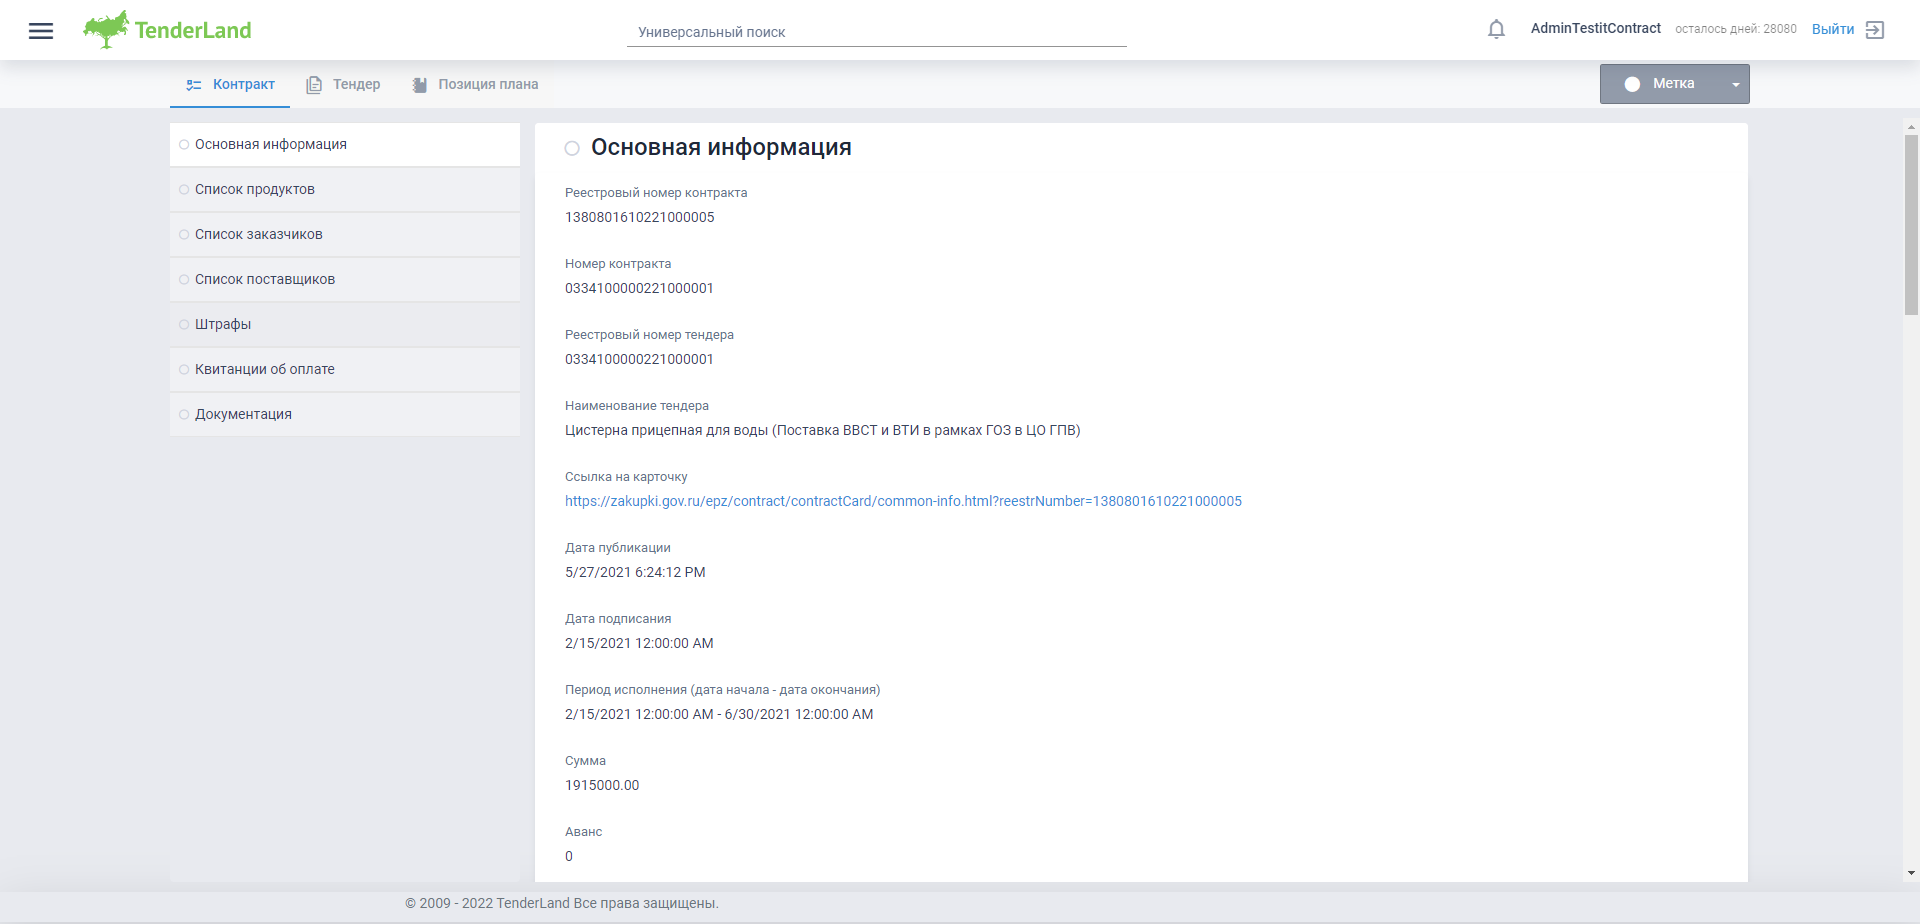 TenderLand
Универсальный поиск
AdminTestitContract осталось дней: 28080 Выйти
Контракт Тендер Позиция плана
Метка
Основная информация
Список продуктов
Список заказчиков
Список поставщиков
Штрафы
Квитанции об оплате
Документация
Основная информация
Реестровый номер контракта
1380801610221000005
Номер контракта
0334100000221000001
Реестровый номер тендера
0334100000221000001
Наименование тендера
Цистерна прицепная для воды (Поставка ВВСТ и ВТИ в рамках ГОЗ в ЦО ГПВ)
Ссылка на карточку
https://zakupki.gov.ru/epz/contract/contractCard/common-info.html?reestrNumber=1380801610221000005
Дата публикации
5/27/2021 6:24:12 PM
Дата подписания
2/15/2021 12:00:00 AM
Период исполнения (дата начала - дата окончания)
2/15/2021 12:00:00 AM - 6/30/2021 12:00:00 AM
Сумма
1915000.00
Аванс
0
© 2009 - 2022 TenderLand Все права защищены.